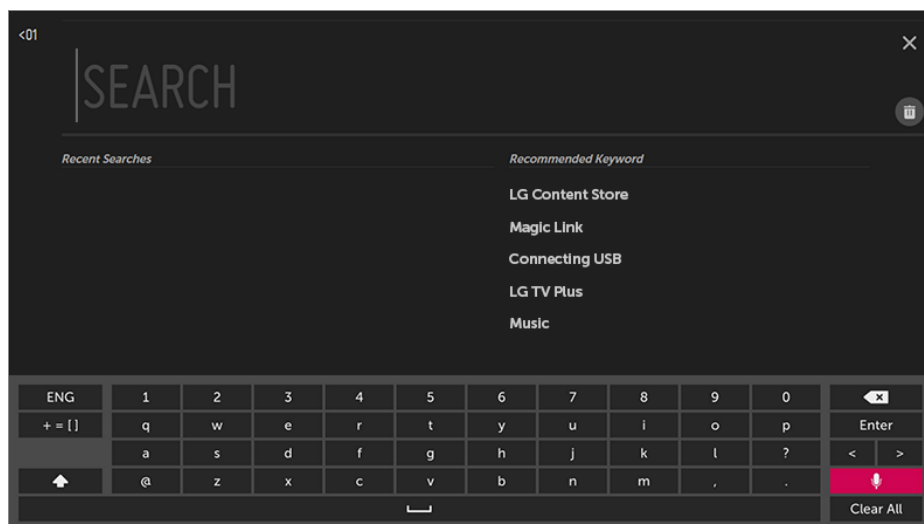 <01
SEARCH
Recent Searches
Recommended Keyword
LG Content Store
Magic Link
Connecting USB
LG TV Plus
Music
ENG 1 2 3 4 5 6 7 8 9 0
+ = [ ] q w e r t y u i o p Enter
a s d f g h j k l ? < >
@ z x c v b n m , .
Clear All